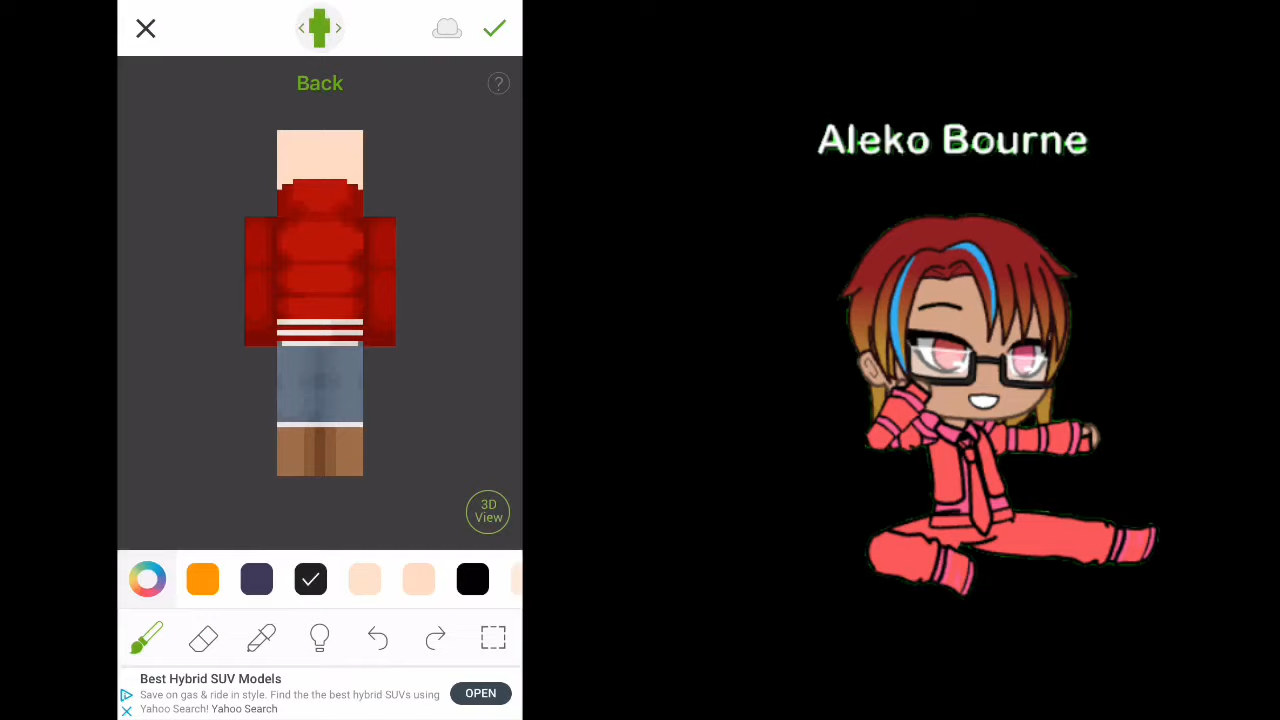 Back
?
3D
View
Best Hybrid SUV Models
Save on gas & ride in style. Find the the best hybrid SUVs using
Yahoo Search! Yahoo Search
OPEN
Aleko Bourne